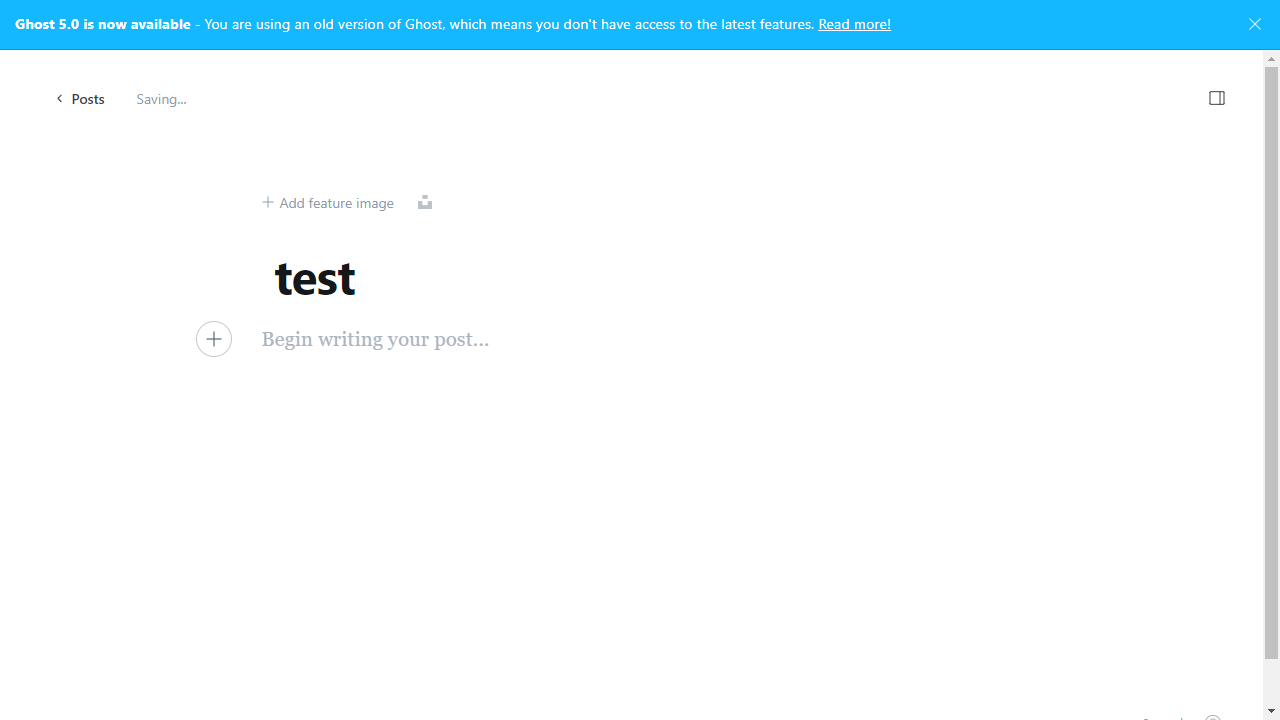 Ghost 5.0 is now available - You are using an old version of Ghost, which means you don't have access to the latest features. Read more!
Posts Saving...
Add feature image
test
Begin writing your post...